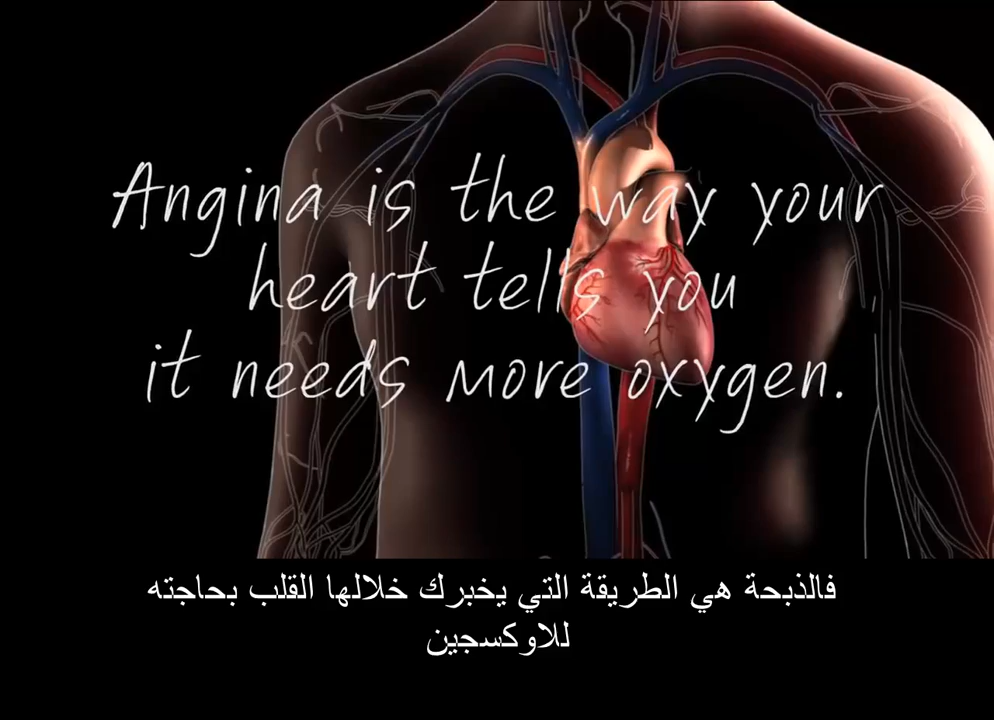 Angina is the way your
heart tells you
it needs more oxygen.
فالذبحة هي الطريقة التي يخبرك خلالها القلب بحاجته
للاوكسجين